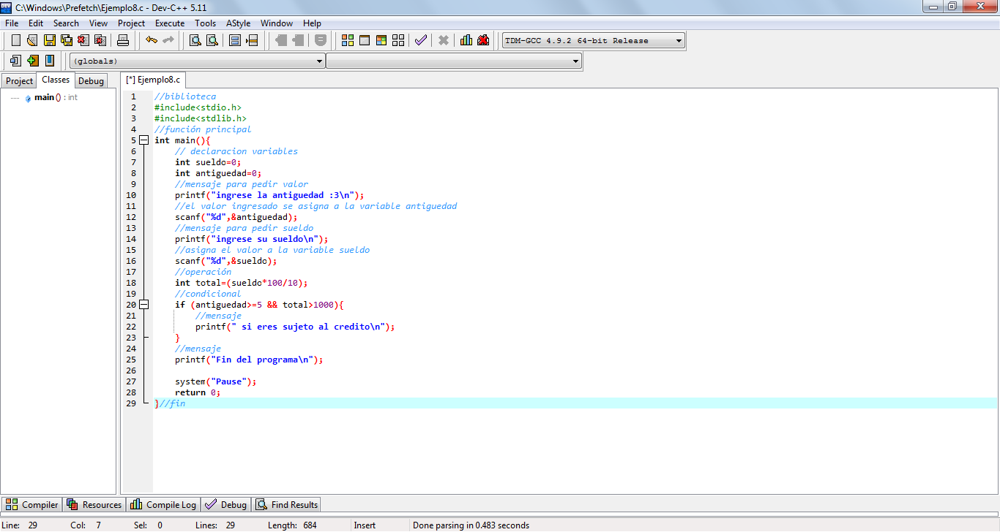 C:\Windows\Prefetch\Ejemplo8.c - Dev-C++ 5.11
File Edit Search View Project Execute Tools AStyle Window Help
TDM-GCC 4.9.2 64-bit Release
(globals)
Project Classes Debug
[*] Ejemplo8.c
main () : int
1 //biblioteca
2 #include<stdio.h>
3 #include<stdlib.h>
4 //función principal
5 int main(){
6 // declaracion variables
7 int sueldo=0;
8 int antiguedad=0;
9 //mensaje para pedir valor
10 printf("ingrese la antiguedad :3\n");
11 //el valor ingresado se asigna a la variable antiguedad
12 scanf("%d",&antiguedad);
13 //mensaje para pedir sueldo
14 printf("ingrese su sueldo\n");
15 //asigna el valor a la variable sueldo
16 scanf("%d",&sueldo);
17 //operación
18 int total=(sueldo*100/10);
19 //condicional
20 if (antiguedad>=5 && total>1000){
21 //mensaje
22 printf(" si eres sujeto al credito\n");
23 }
24 //mensaje
25 printf("Fin del programa\n");
26
27 system("Pause");
28 return 0;
29 }//fin
Compiler Resources Compile Log Debug Find Results
Line: 29 Col: 7 Sel: 0 Lines: 29 Length: 684 Insert Done parsing in 0.483 seconds